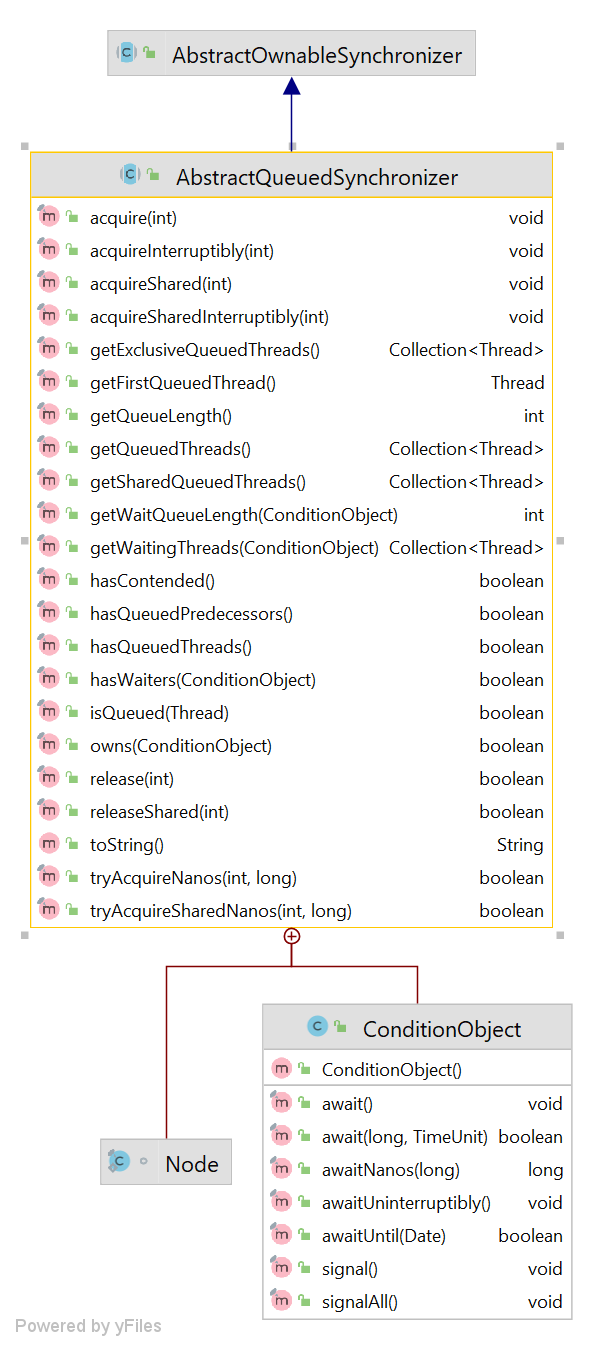 AbstractOwnableSynchronizer
AbstractQueuedSynchronizer
acquire(int) void
acquireInterruptibly(int) void
acquireShared(int) void
acquireSharedInterruptibly(int) void
getExclusiveQueuedThreads() Collection<Thread>
getFirstQueuedThread() Thread
getQueueLength() int
getQueuedThreads() Collection<Thread>
getSharedQueuedThreads() Collection<Thread>
getWaitQueueLength(ConditionObject) int
getWaitingThreads(ConditionObject) Collection<Thread>
hasContended() boolean
hasQueuedPredecessors() boolean
hasQueuedThreads() boolean
hasWaiters(ConditionObject) boolean
isQueued(Thread) boolean
owns(ConditionObject) boolean
release(int) boolean
releaseShared(int) boolean
toString() String
tryAcquireNanos(int, long) boolean
tryAcquireSharedNanos(int, long) boolean
ConditionObject
ConditionObject()
await() void
await(long, TimeUnit) boolean
awaitNanos(long) long
awaitUninterruptibly() void
awaitUntil(Date) boolean
signal() void
signalAll() void
Node
Powered by yFiles